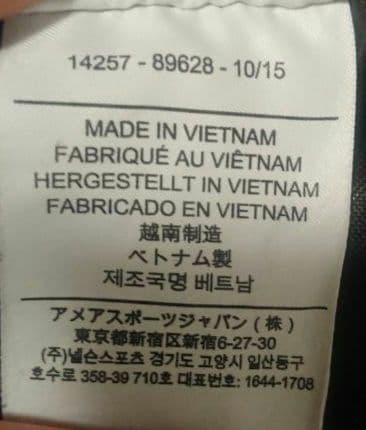 14257 - 89628 - 10/15
MADE IN VIETNAM
FABRIQUÉ AU VIÊTNAM
HERGESTELLT IN VIETNAM
FABRICADO EN VIETNAM
越南制造
ベトナム製
제조국명 베트남
アメアスポーツジャパン（株）
東京都新宿区新宿6-27-30
(주)넬슨스포츠 경기도 고양시 일산동구
호수로 358-39 710호 대표번호: 1644-1708